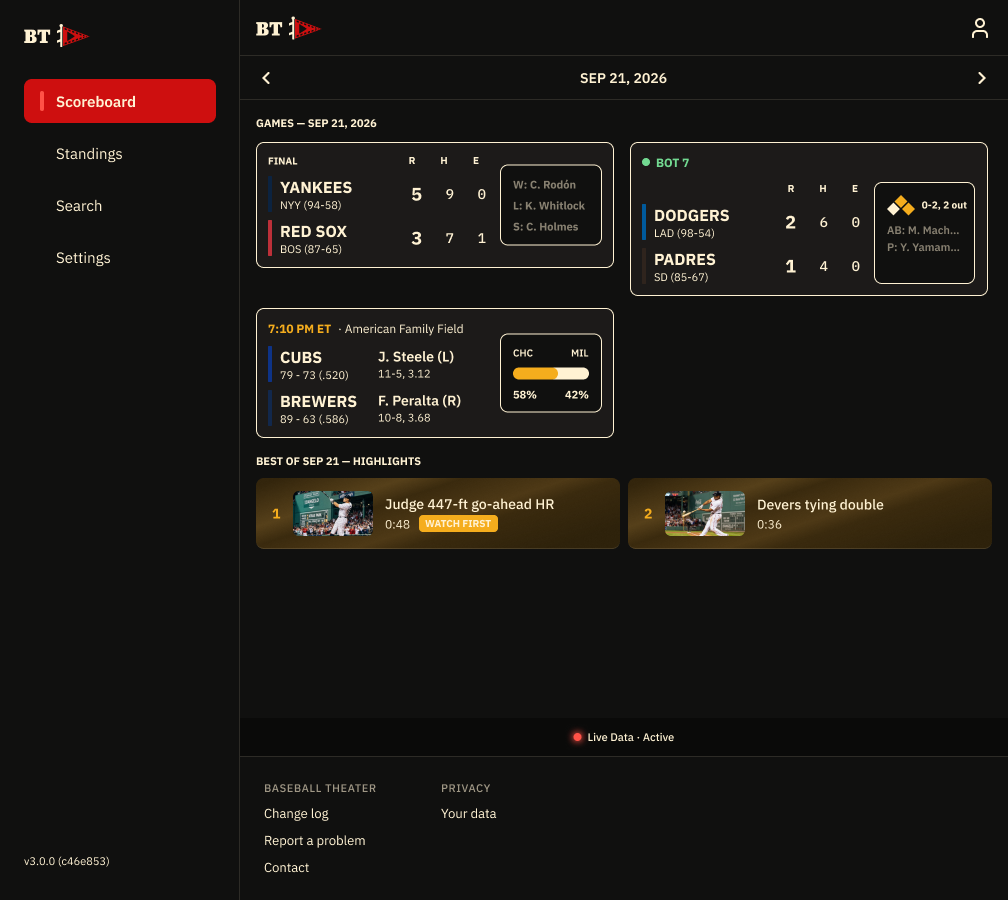 BT
Scoreboard
Standings
Search
Settings
v3.0.0 (c46e853)
BT
SEP 21, 2026
GAMES — SEP 21, 2026
FINAL
R H E
YANKEES 5 9 0
NYY (94-58)
RED SOX 3 7 1
BOS (87-65)
W: C. Rodón
L: K. Whitlock
S: C. Holmes
BOT 7
R H E
DODGERS 2 6 0
LAD (98-54)
PADRES 1 4 0
SD (85-67)
0-2, 2 out
AB: M. Mach...
P: Y. Yamam...
7:10 PM ET · American Family Field
CUBS J. Steele (L)
79 - 73 (.520) 11-5, 3.12
BREWERS F. Peralta (R)
89 - 63 (.586) 10-8, 3.68
CHC MIL
58% 42%
BEST OF SEP 21 — HIGHLIGHTS
1
Judge 447-ft go-ahead HR
0:48 WATCH FIRST
2
Devers tying double
0:36
Live Data · Active
BASEBALL THEATER
Change log
Report a problem
Contact
PRIVACY
Your data